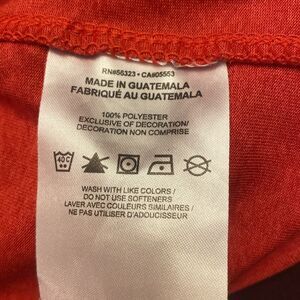 RN#56323 • CA#05553
MADE IN GUATEMALA
FABRIQUÉ AU GUATEMALA
100% POLYESTER
EXCLUSIVE OF DECORATION/
DECORATION NON COMPRISE
40C
WASH WITH LIKE COLORS /
DO NOT USE SOFTENERS
LAVER AVEC COULEURS SIMILAIRES /
NE PAS UTILISER D'ADOUCISSEUR